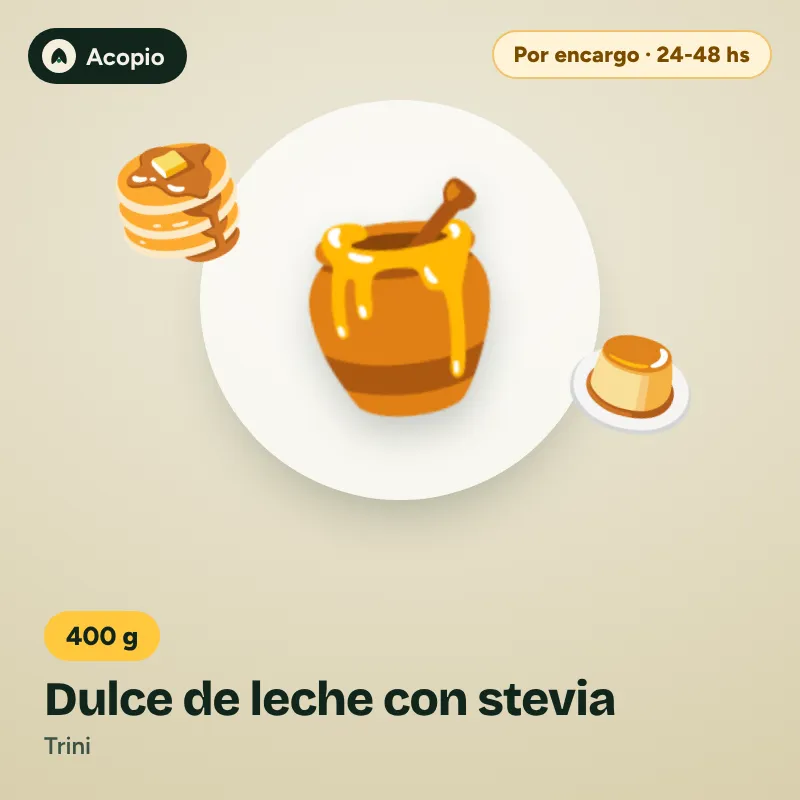 Acopio
Por encargo · 24-48 hs
400 g
Dulce de leche con stevia
Trini